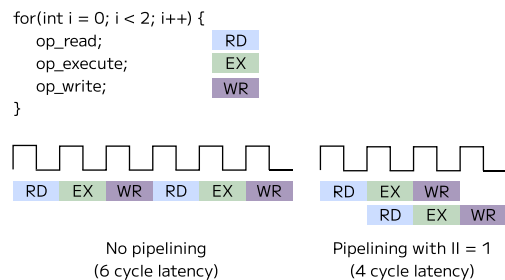 for(int i = 0; i < 2; i++) {
op_read; RD
op_execute; EX
op_write; WR
}
RD EX WR RD EX WR
RD EX WR
RD EX WR
No pipelining
(6 cycle latency)
Pipelining with II = 1
(4 cycle latency)